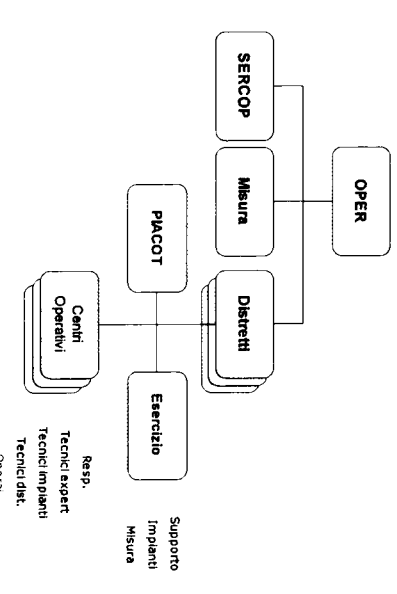 OPER
SERCOP
Misura
Distretti
PIACOT
Esercizio
Supporto
Impianti
Misura
Centri
Operativi
Resp.
Tecnici expert
Tecnici impianti
Tecnici dist.